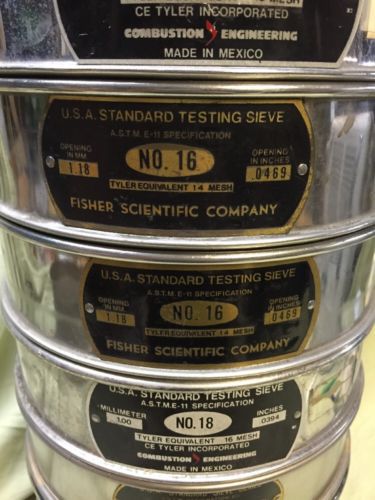 MESH
CE TYLER INCORPORATED
COMBUSTION ENGINEERING
MADE IN MEXICO
U.S.A. STANDARD TESTING SIEVE
A.S.T.M. E-11 SPECIFICATION
OPENING IN MM. 1.18
NO. 16
OPENING IN INCHES .0469
TYLER EQUIVALENT 14 MESH
FISHER SCIENTIFIC COMPANY
U.S.A. STANDARD TESTING SIEVE
A.S.T.M. E-11 SPECIFICATION
OPENING IN MM. 1.18
NO. 16
OPENING IN INCHES .0469
TYLER EQUIVALENT 14 MESH
FISHER SCIENTIFIC COMPANY
U.S.A. STANDARD TESTING SIEVE
A.S.T.M. E-11 SPECIFICATION
MILLIMETER 1.00
NO.18
INCHES .0394
TYLER EQUIVALENT 16 MESH
CE TYLER INCORPORATED
COMBUSTION ENGINEERING
MADE IN MEXICO